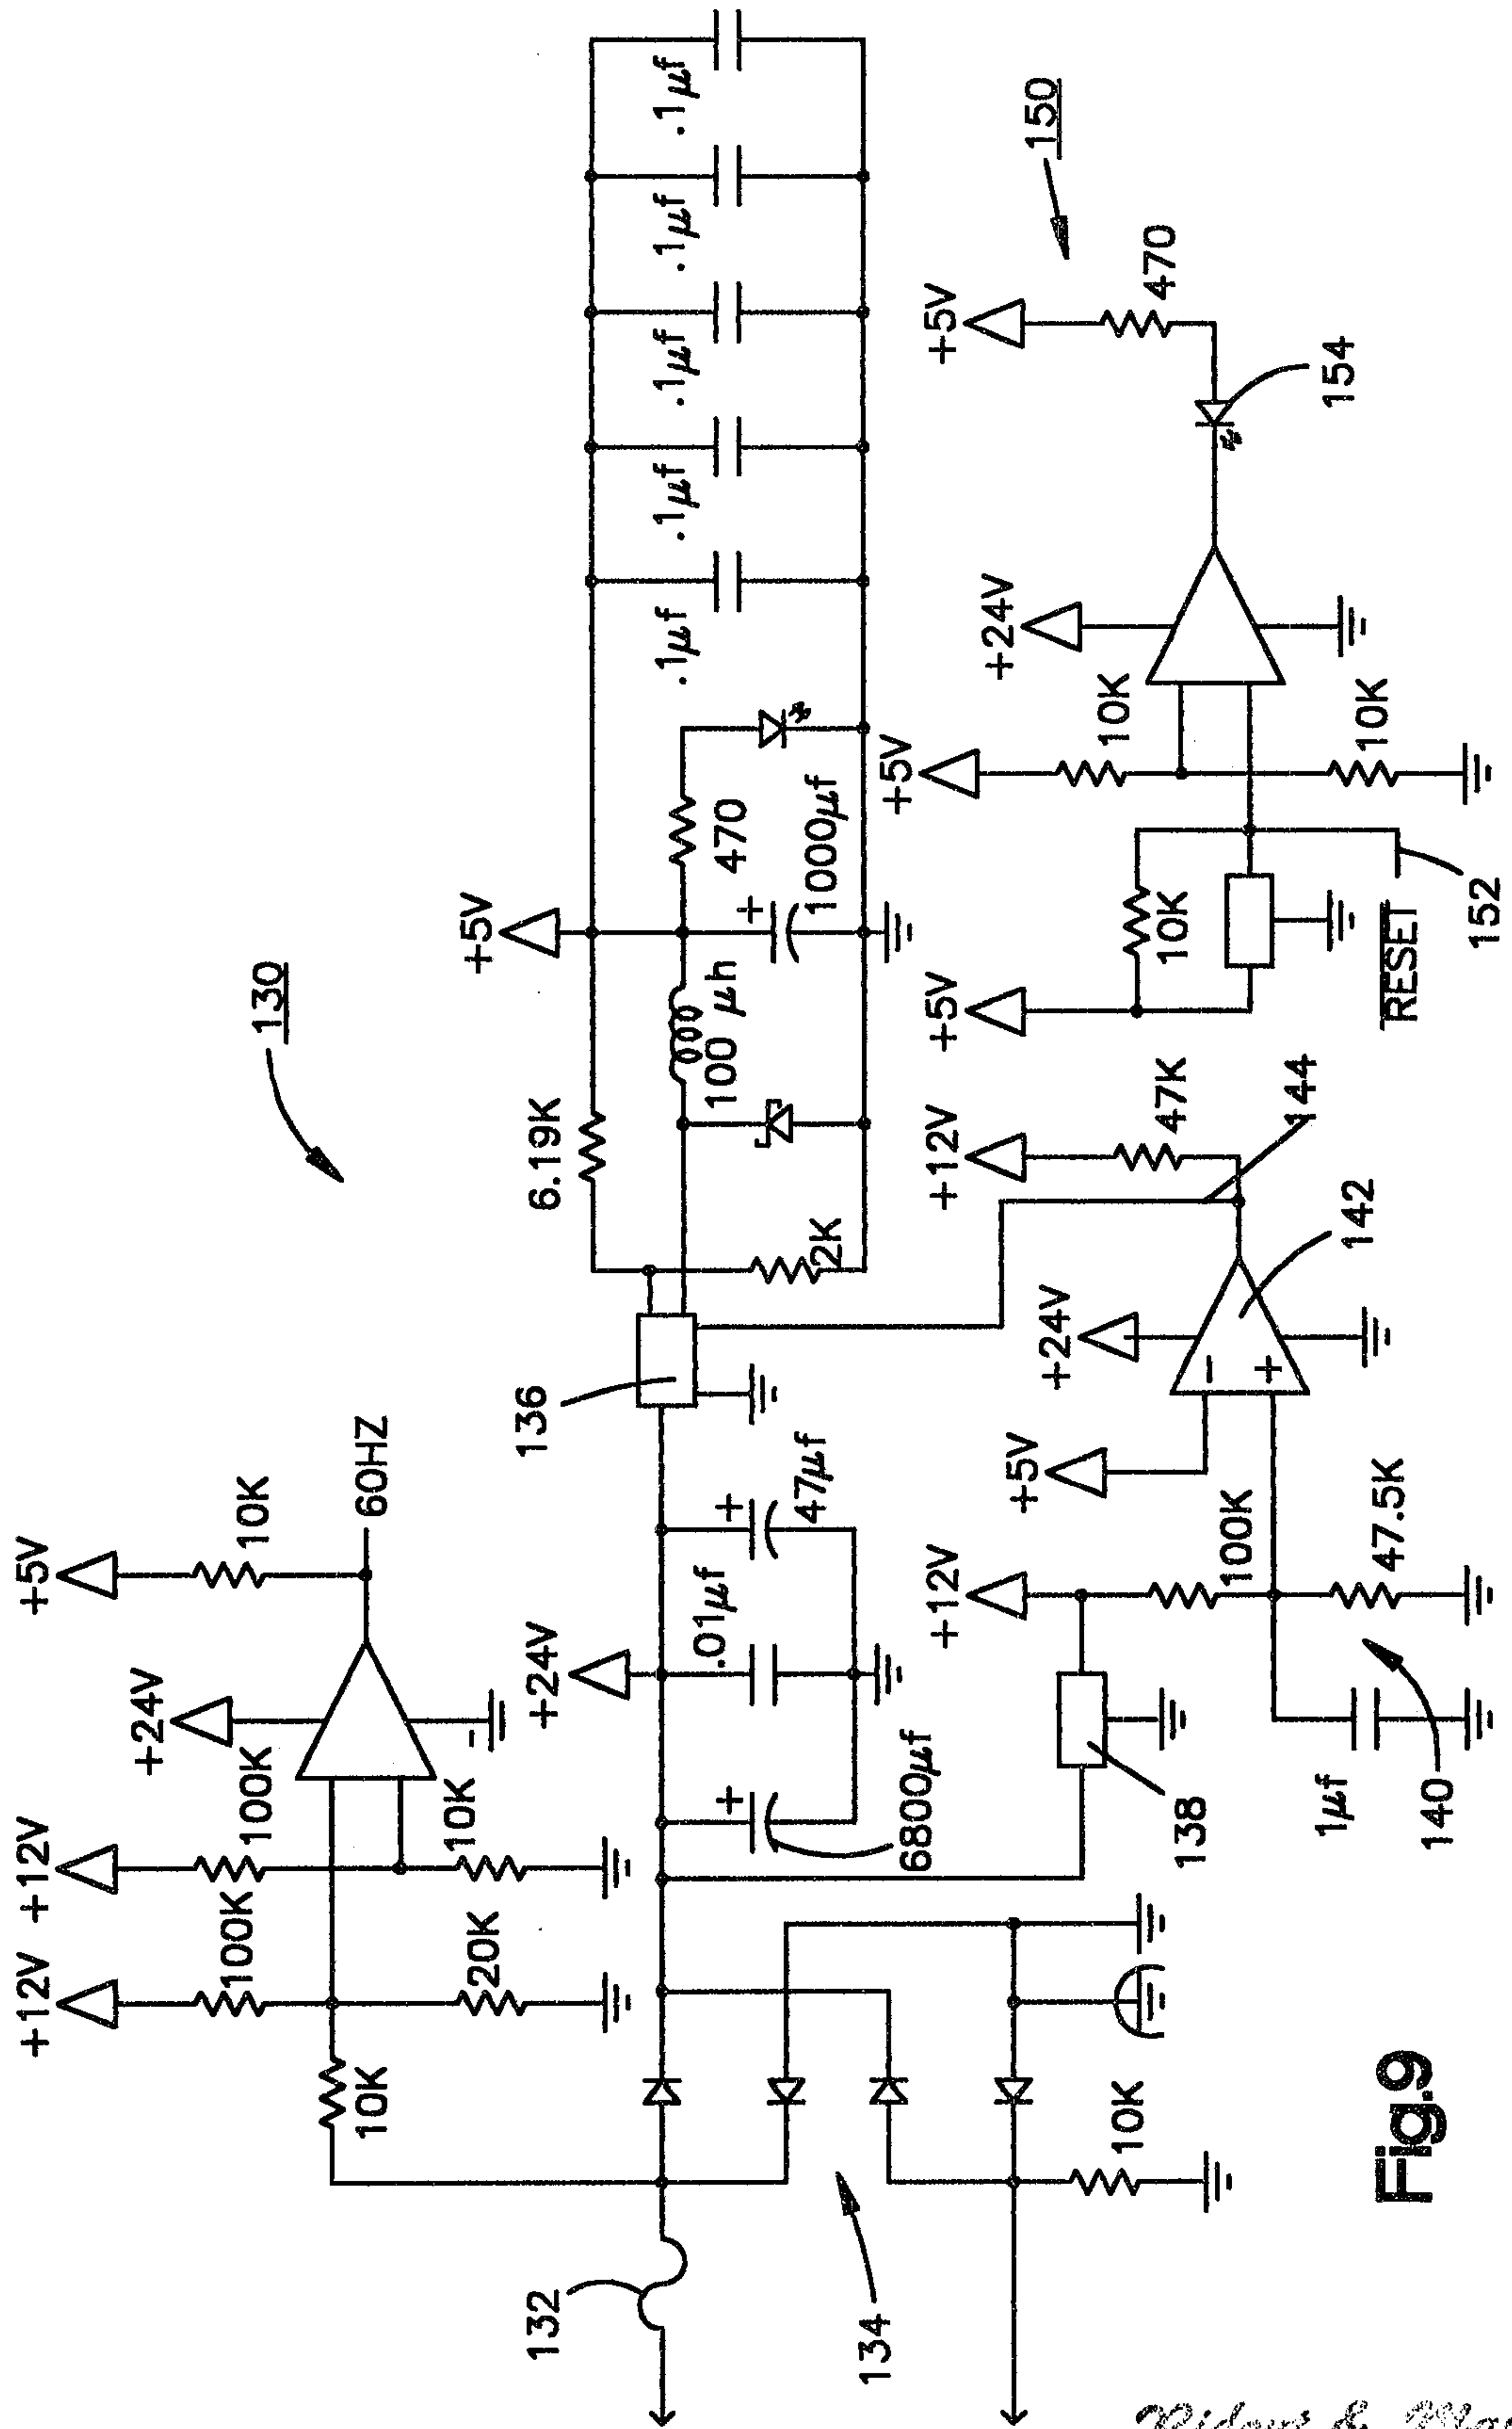 130
+5V
+24V
+12V
+12V
100K
100K
10K
20K
10K
10K
60HZ
132
134
10K
+24V
6800µf
.01µf
47µf
136
6.19K
2K
+5V
100 µh
1000µf
470
.1µf
.1µf
.1µf
.1µf
.1µf
138
+12V
100K
47.5K
1µf
140
+5V
+24V
-
+
142
+12V
47K
144
+5V
10K
RESET
152
+5V
10K
10K
+24V
154
+5V
470
150
Fig.9